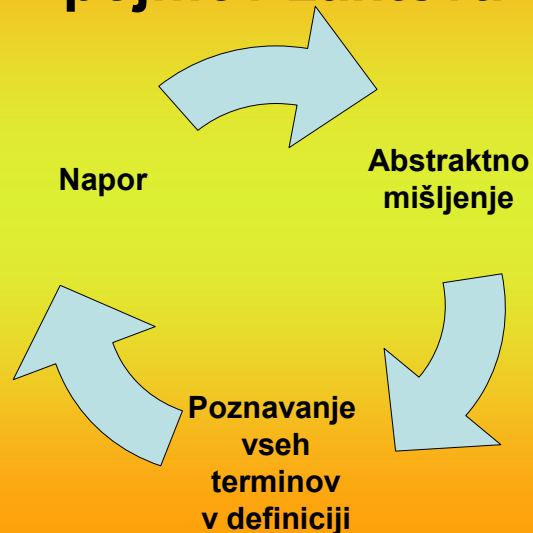 Napor
Abstraktno
mišljenje
Poznavanje
vseh
terminov
v definiciji